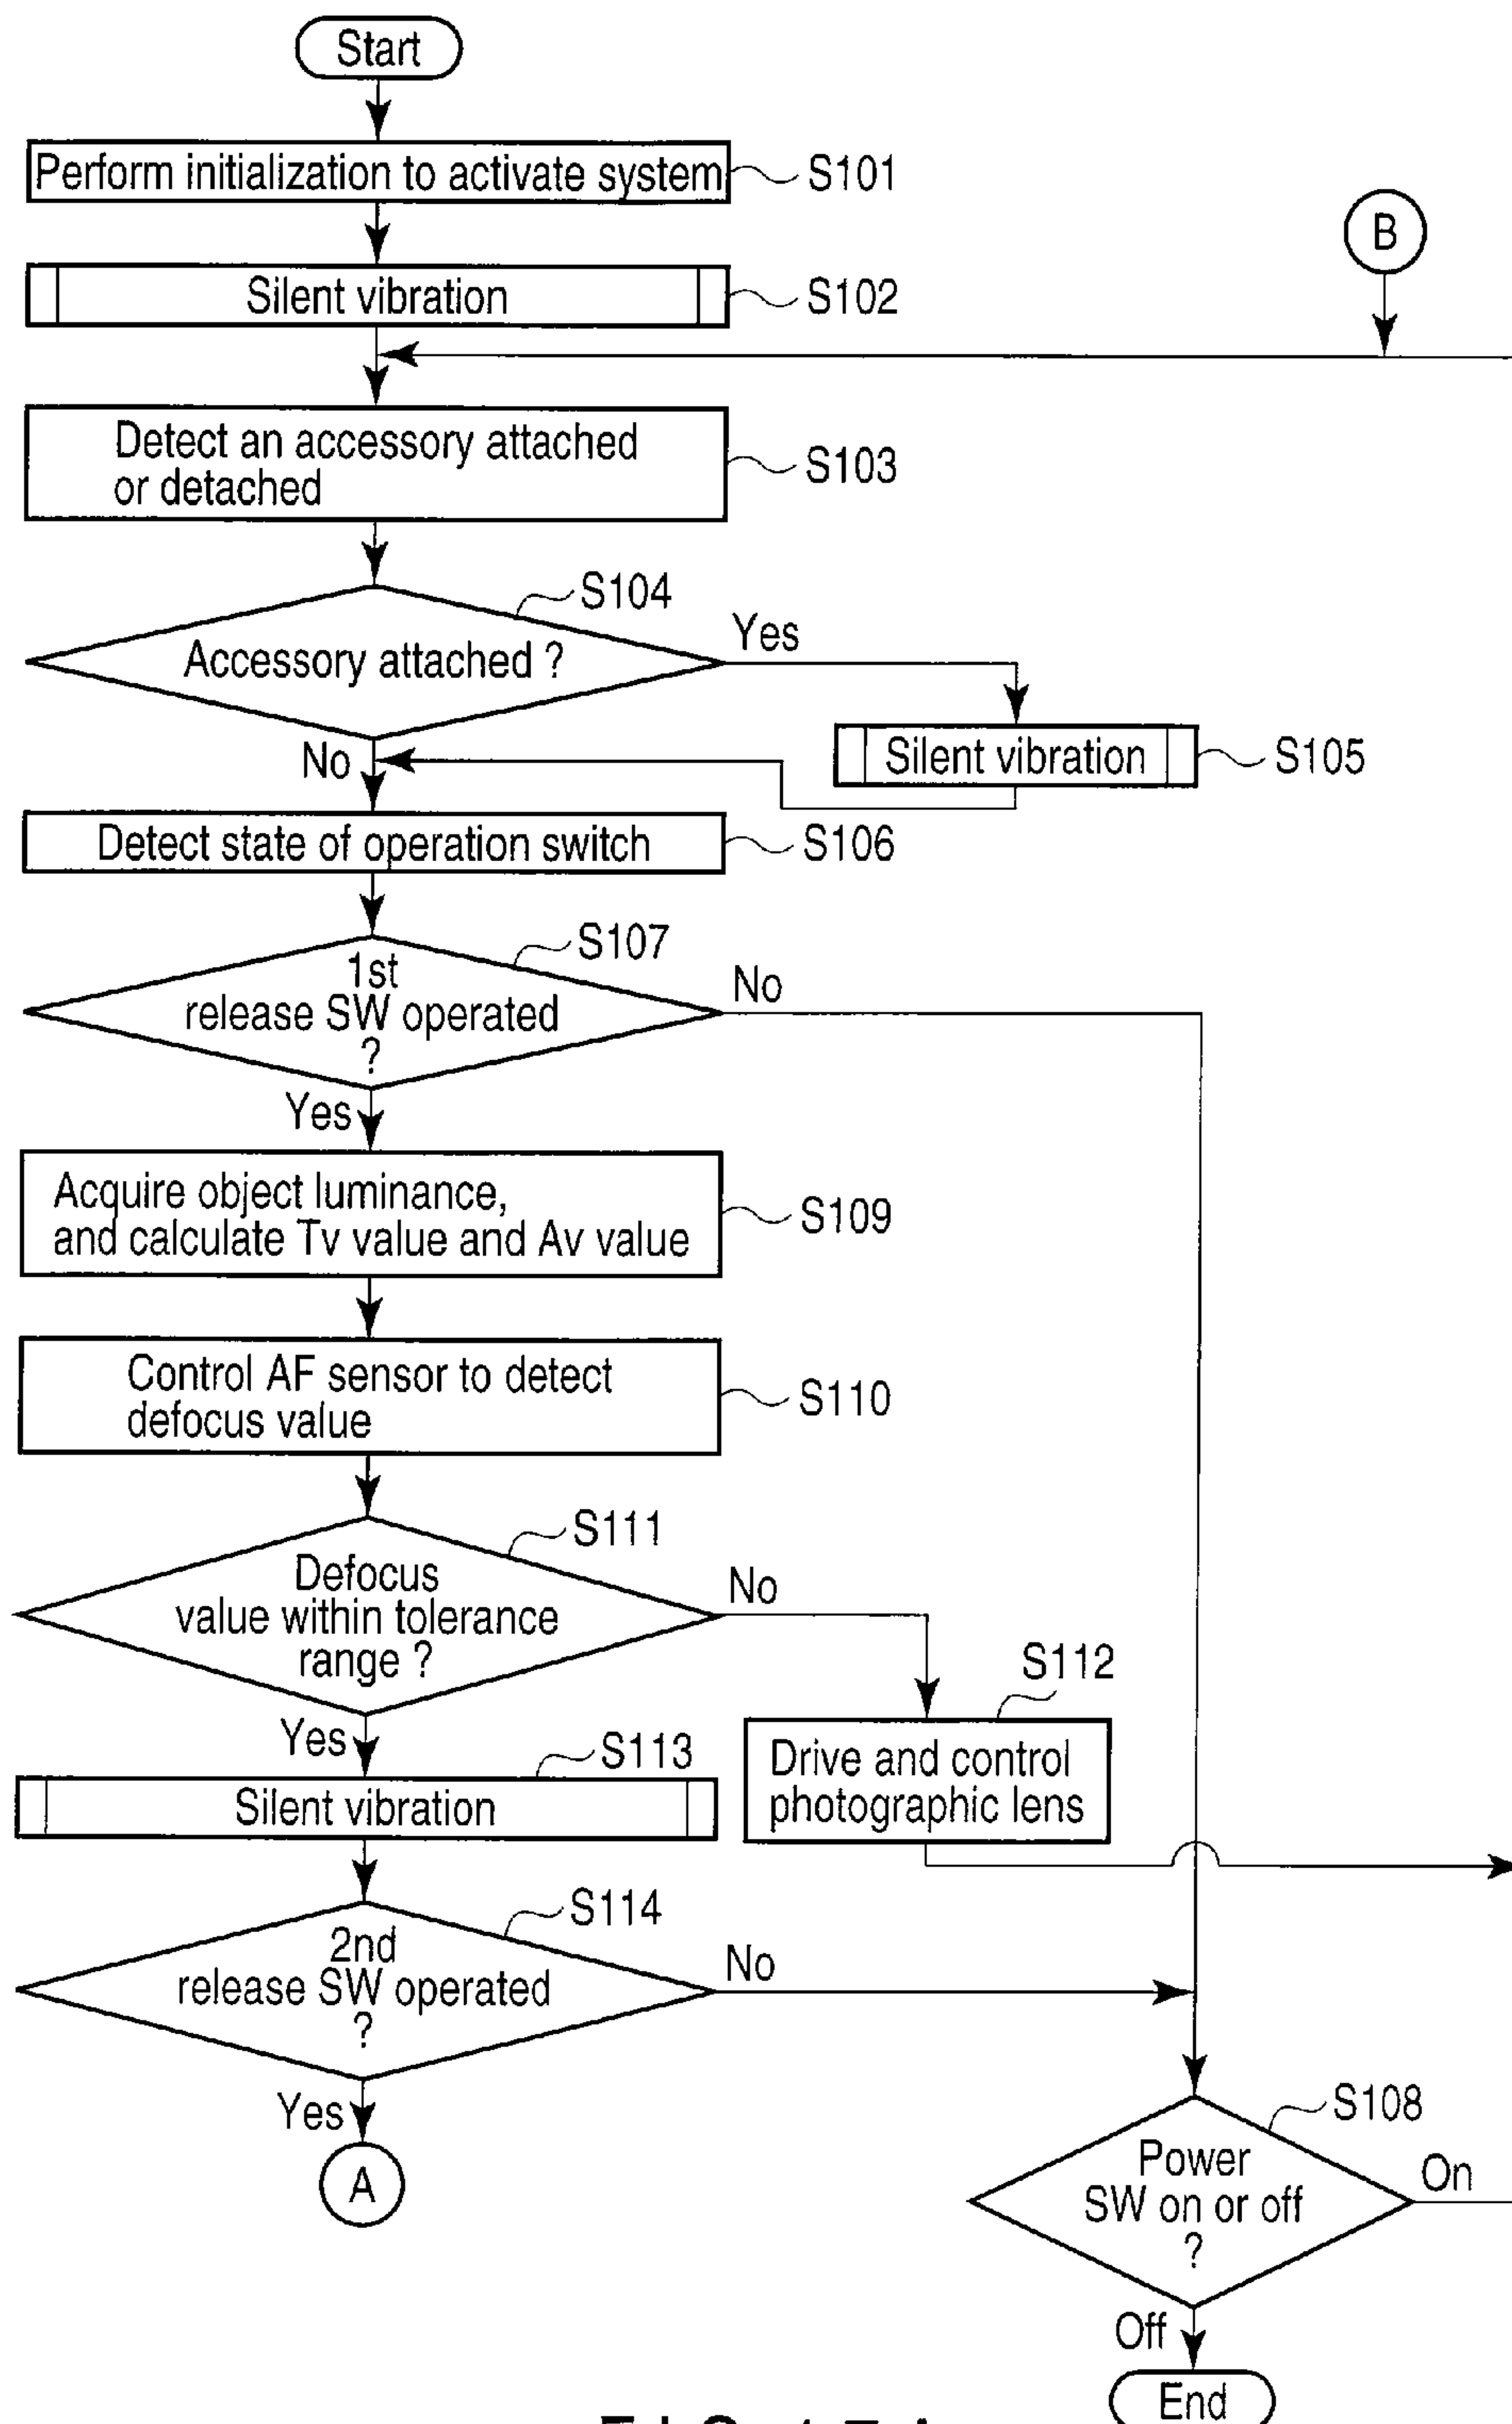 Start
Perform initialization to activate system
S101
B
Silent vibration
S102
Detect an accessory attached
or detached
S103
S104
Accessory attached ?
Yes
No
Silent vibration
S105
Detect state of operation switch
S106
S107
1st
release SW operated
?
No
Yes
Acquire object luminance,
and calculate Tv value and Av value
S109
Control AF sensor to detect
defocus value
S110
S111
Defocus
value within tolerance
range ?
No
Yes
S112
Drive and control
photographic lens
S113
Silent vibration
S114
2nd
release SW operated
?
No
Yes
A
S108
Power
SW on or off
?
On
Off
End